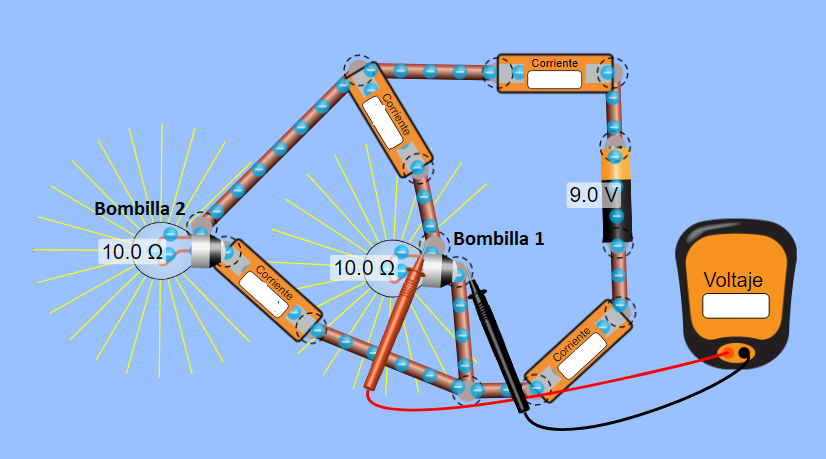 Corriente
Corriente
9.0 V
Bombilla 2
Bombilla 1
10.0 Ω
10.0 Ω
Corriente
Voltaje
Corriente